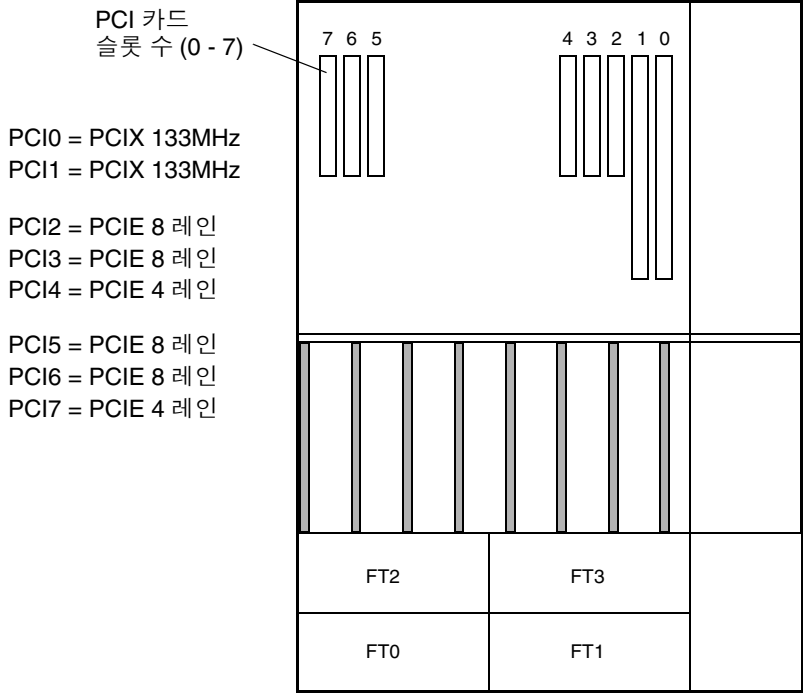 PCI 카드
슬롯 수 (0 - 7)
7 6 5 4 3 2 1 0
PCI0 = PCIX 133MHz
PCI1 = PCIX 133MHz
PCI2 = PCIE 8 레인
PCI3 = PCIE 8 레인
PCI4 = PCIE 4 레인
PCI5 = PCIE 8 레인
PCI6 = PCIE 8 레인
PCI7 = PCIE 4 레인
FT2 FT3
FT0 FT1